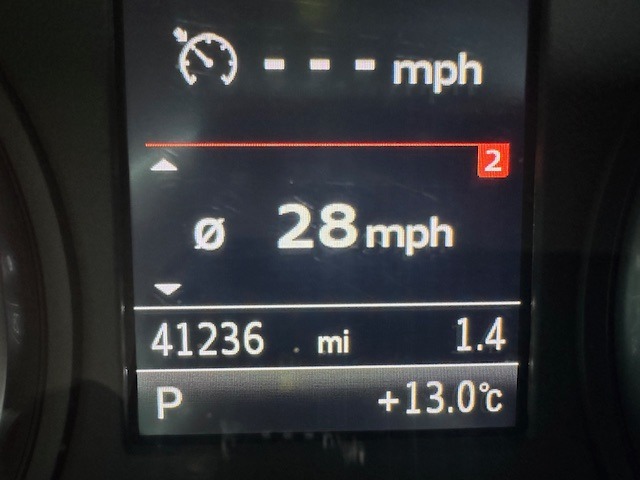 --- mph
2
ø 28 mph
41236 mi 1.4
P +13.0°C